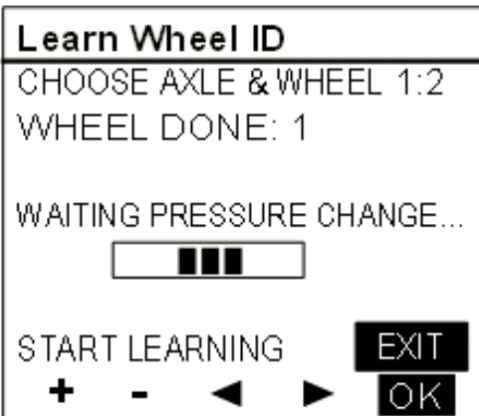 Learn Wheel ID
CHOOSE AXLE & WHEEL 1:2
WHEEL DONE: 1
WAITING PRESSURE CHANGE...
START LEARNING EXIT
+ - ◀ ▶ OK